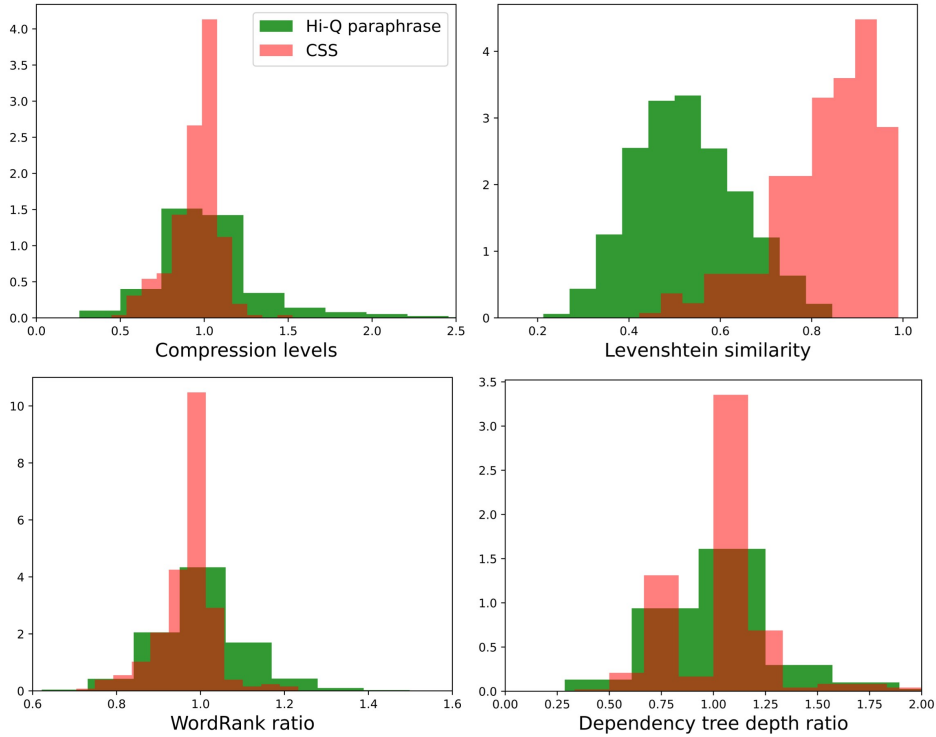 4.0
3.5
3.0
2.5
2.0
1.5
1.0
0.5
0.0
Hi-Q paraphrase
CSS
0.0 0.5 1.0 1.5 2.0 2.5
Compression levels
4
3
2
1
0
0.2 0.4 0.6 0.8 1.0
Levenshtein similarity
10
8
6
4
2
0
0.6 0.8 1.0 1.2 1.4 1.6
WordRank ratio
3.5
3.0
2.5
2.0
1.5
1.0
0.5
0.0
0.00 0.25 0.50 0.75 1.00 1.25 1.50 1.75 2.00
Dependency tree depth ratio